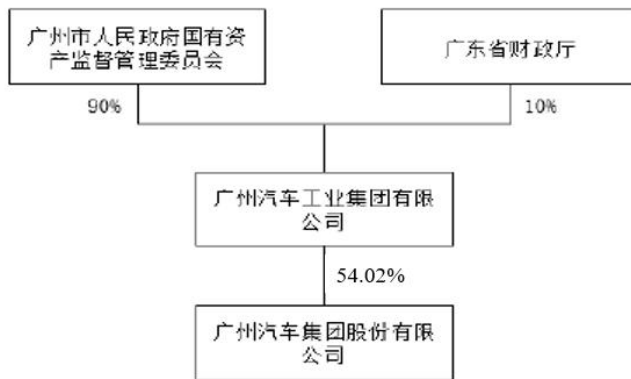 广州市人民政府国有资
产监督管理委员会
广东省财政厅
90%
10%
广州汽车工业集团有限
公司
54.02%
广州汽车集团股份有限
公司